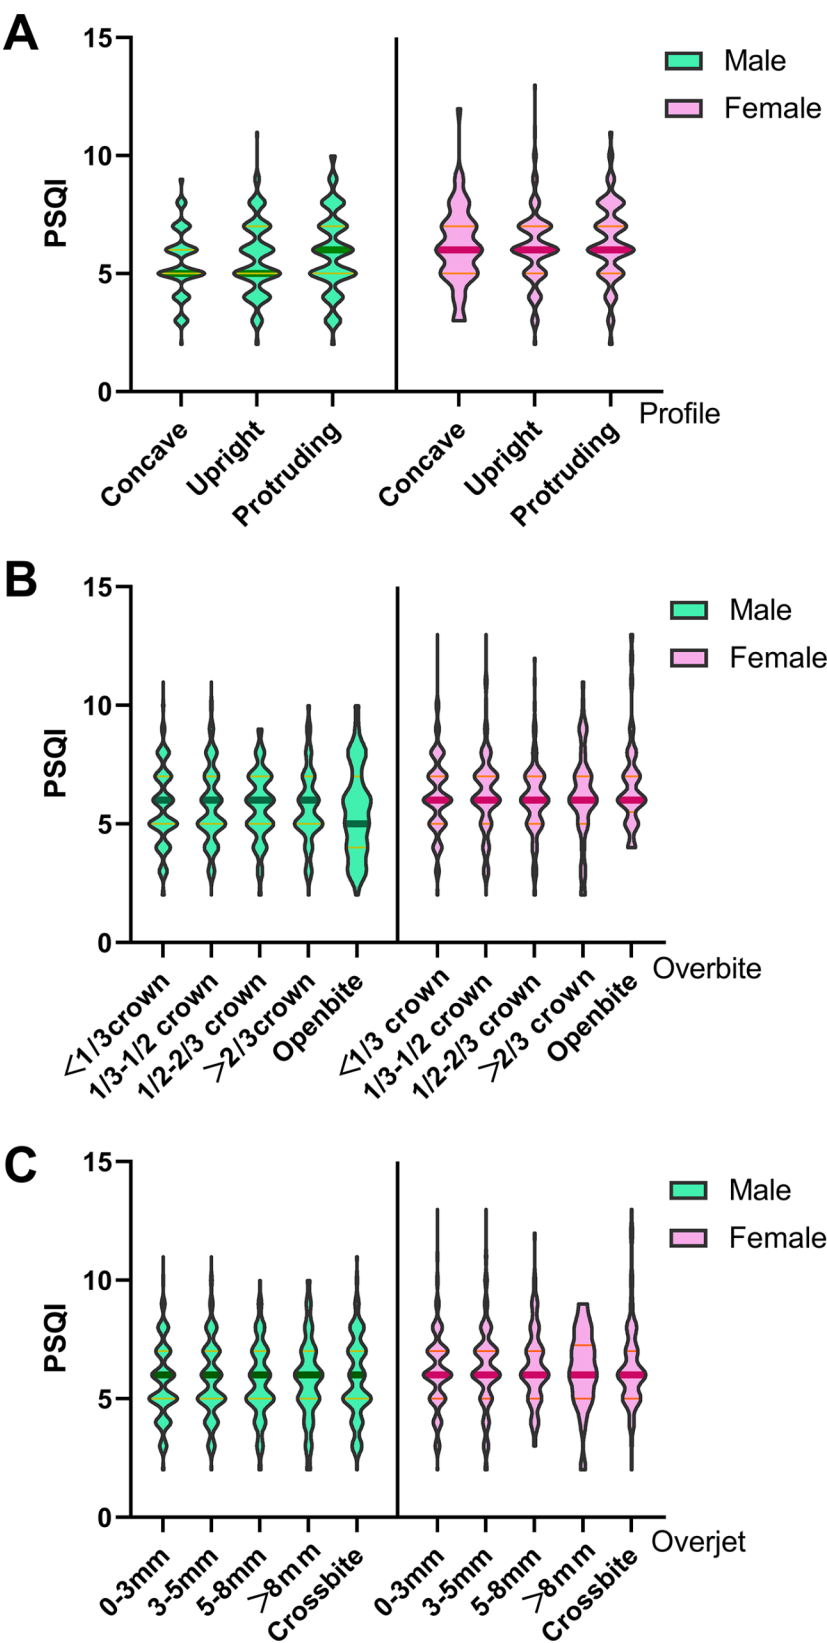 A
15
10
5
0
PSQI
Male
Female
Concave
Upright
Protruding
Concave
Upright
Protruding
Profile
B
15
10
5
0
PSQI
Male
Female
<1/3crown
1/3-1/2 crown
1/2-2/3 crown
>2/3crown
Openbite
<1/3 crown
1/3-1/2 crown
1/2-2/3 crown
>2/3 crown
Openbite
Overbite
C
15
10
5
0
PSQI
Male
Female
0-3mm
3-5mm
5-8mm
>8mm
Crossbite
0-3mm
3-5mm
5-8mm
>8mm
Crossbite
Overjet